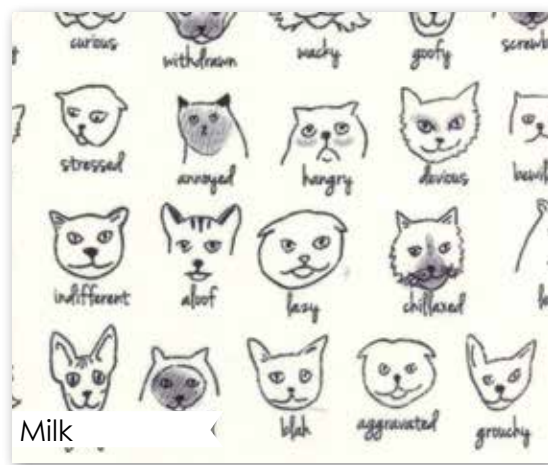 curious withdrawn wacky goofy
stressed annoyed hangry devious
indifferent aloof lazy chillaxed
blah aggravated grouchy
Milk